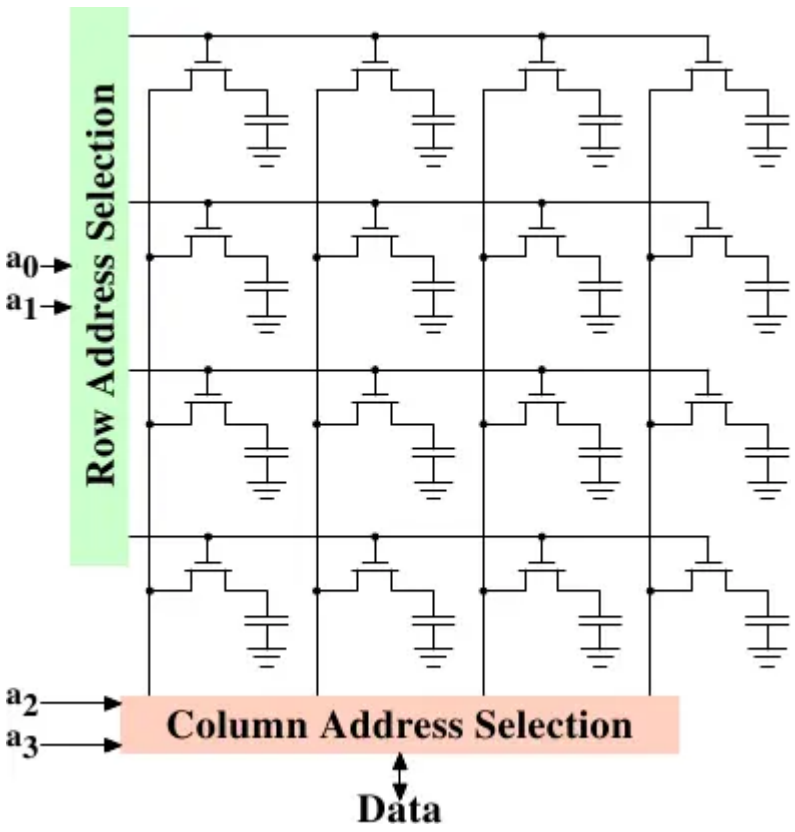 Row Address Selection
a0
a1
a2
a3
Column Address Selection
Data